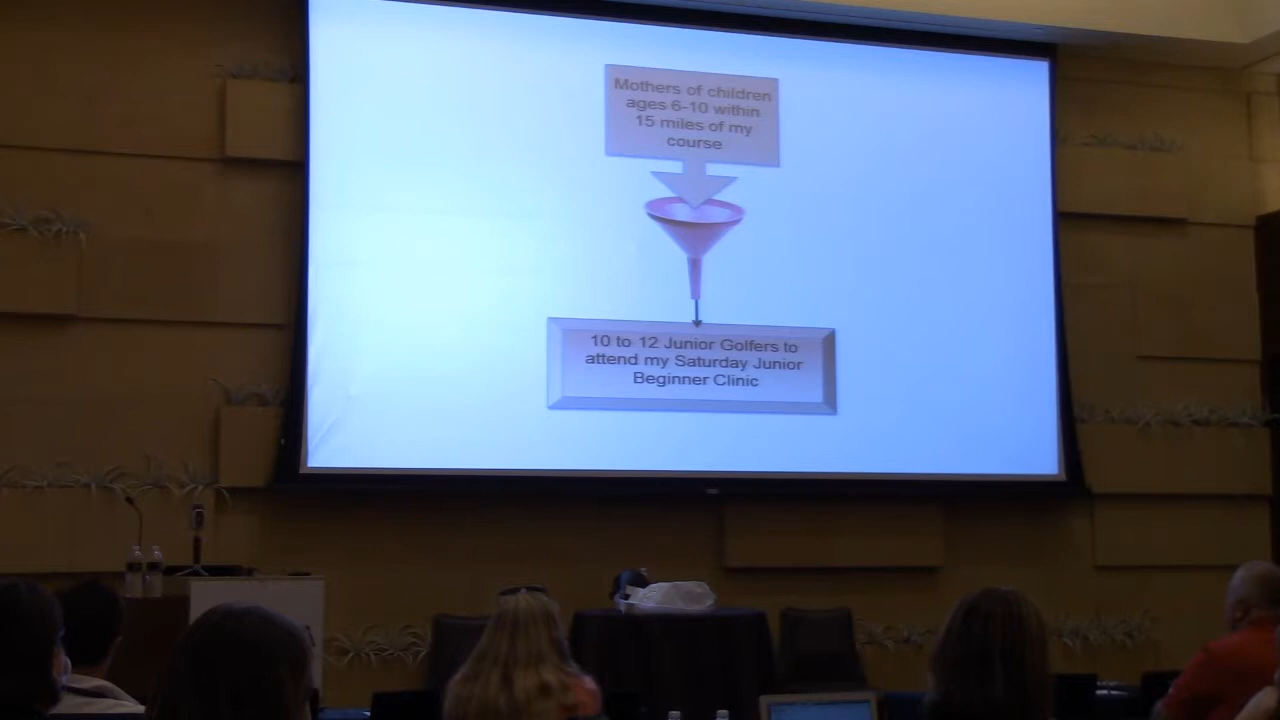 Mothers of children
ages 6-10 within
15 miles of my
course
10 to 12 Junior Golfers to
attend my Saturday Junior
Beginner Clinic